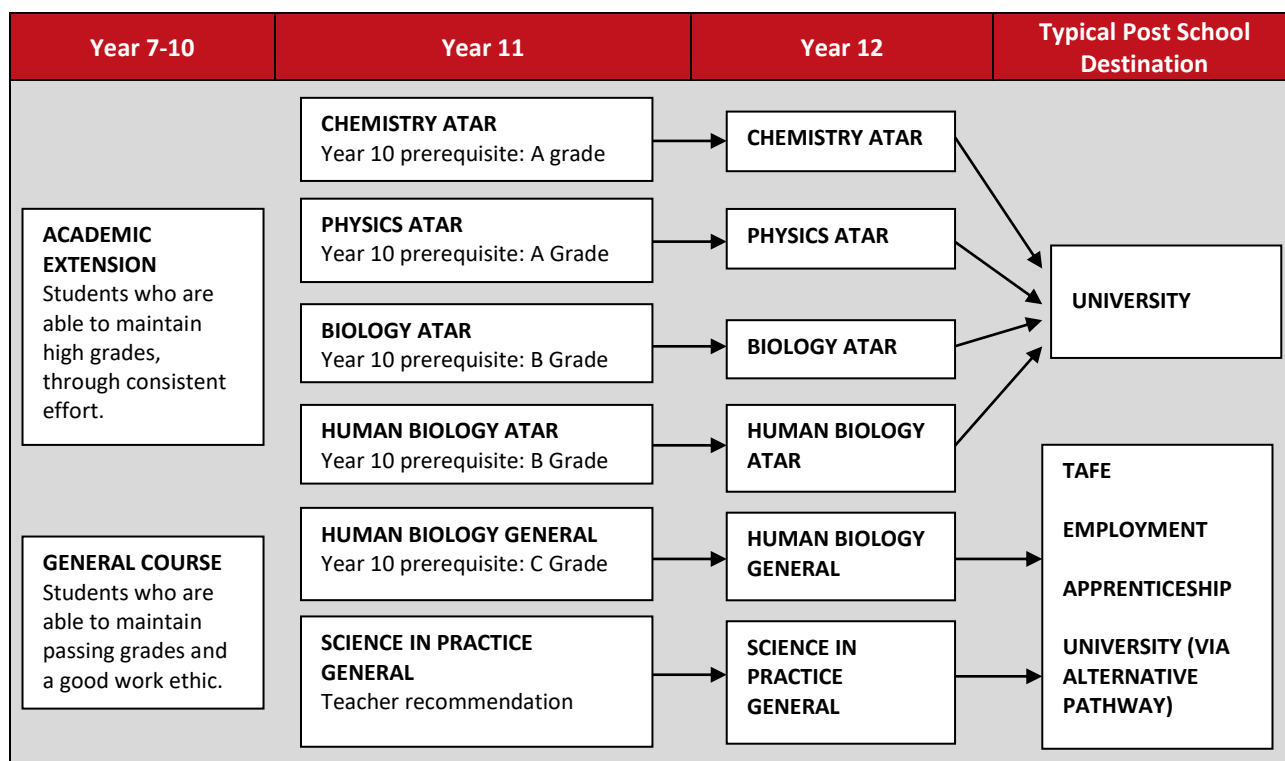 Year 7-10
Year 11
Year 12
Typical Post School
Destination
ACADEMIC
EXTENSION
Students who are
able to maintain
high grades,
through consistent
effort.
GENERAL COURSE
Students who are
able to maintain
passing grades and
a good work ethic.
CHEMISTRY ATAR
Year 10 prerequisite: A grade
PHYSICS ATAR
Year 10 prerequisite: A Grade
BIOLOGY ATAR
Year 10 prerequisite: B Grade
HUMAN BIOLOGY ATAR
Year 10 prerequisite: B Grade
HUMAN BIOLOGY GENERAL
Year 10 prerequisite: C Grade
SCIENCE IN PRACTICE
GENERAL
Teacher recommendation
CHEMISTRY ATAR
PHYSICS ATAR
BIOLOGY ATAR
HUMAN BIOLOGY
ATAR
HUMAN BIOLOGY
GENERAL
SCIENCE IN
PRACTICE
GENERAL
UNIVERSITY
TAFE
EMPLOYMENT
APPRENTICESHIP
UNIVERSITY (VIA
ALTERNATIVE
PATHWAY)